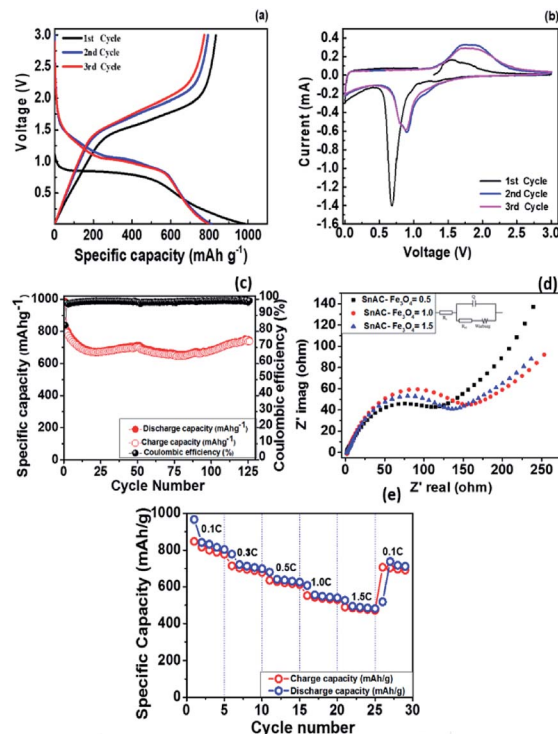 (a)
1st Cycle
2nd Cycle
3rd Cycle
Voltage (V)
3.0
2.5
2.0
1.5
1.0
0.5
0 200 400 600 800 1000
Specific capacity (mAh g⁻¹)
(b)
Current (mA)
0.6
0.4
0.2
0.0
-0.2
-0.4
-0.6
-0.8
-1.0
-1.2
-1.4
-1.6
1st Cycle
2nd Cycle
3rd Cycle
0.0 0.5 1.0 1.5 2.0 2.5 3.0
Voltage (V)
(c)
Specific capacity (mAhg⁻¹)
1000
800
600
400
200
0
Discharge capacity (mAhg⁻¹)
Charge capacity (mAhg⁻¹)
Coulombic efficiency (%)
0 25 50 75 100 125
Cycle Number
100
90
80
70
60
50
40
30
20
10
0
Coulombic efficiency (%)
(d)
Z' imag (ohm)
140
120
100
80
60
40
20
0
SnAC- Fe₃O₄= 0.5
SnAC- Fe₃O₄= 1.0
SnAC- Fe₃O₄= 1.5
0 50 100 150 200 250
Z' real (ohm)
(e)
Specific Capacity (mAh/g)
1000
800
600
400
200
0
0.1C
0.3C
0.5C
1.0C
1.5C
0.1C
Charge capacity (mAh/g)
Discharge capacity (mAh/g)
0 5 10 15 20 25 30
Cycle number